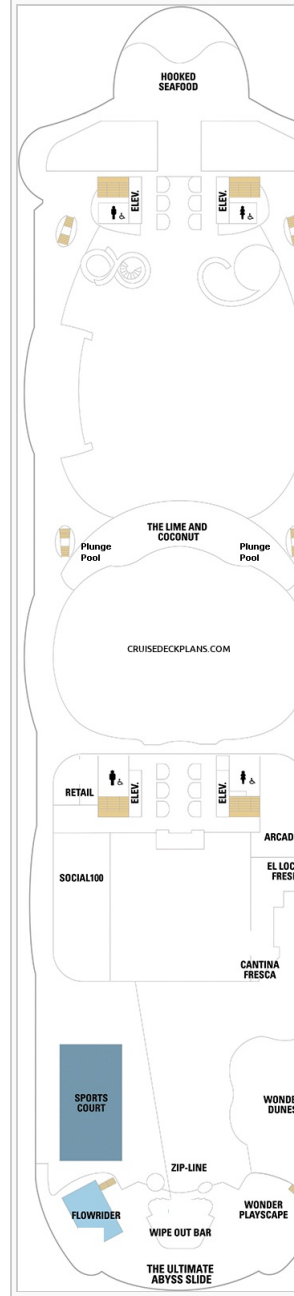 HOOKED
SEAFOOD
ELEV.
ELEV.
THE LIME AND
COCONUT
Plunge
Pool
Plunge
Pool
CRUISEDECKPLANS.COM
RETAIL
ELEV.
ELEV.
ARCAD
SOCIAL100
EL LOC
FRES
CANTINA
FRESCA
SPORTS
COURT
WONDE
DUNES
ZIP-LINE
FLOWRIDER
WONDER
PLAYSCAPE
WIPE OUT BAR
THE ULTIMATE
ABYSS SLIDE